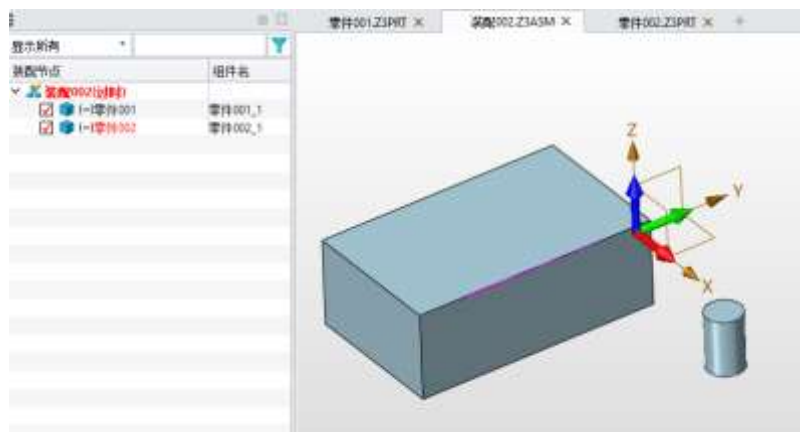 零件001.Z3PRT × 装配002.Z3ASM × 零件002.Z3PRT × +
显示所有
装配节点 组件名
装配002(过时)
(-)零件001 零件001_1
(-)零件002 零件002_1
Z
Y
X